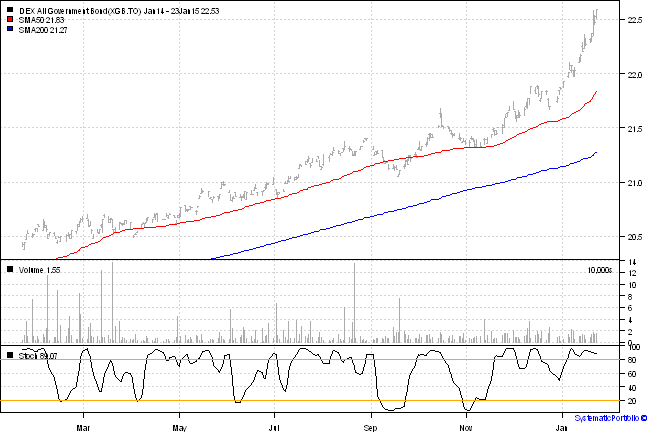 DEX All Government Bond(XGB.TO) Jan14 - 23Jan15 22.53
SMA50 21.83
SMA200 21.27
22.5
22.0
21.5
21.0
20.5
Volume 1.55
10,000s
14
12
10
8
6
4
2
0
Stoch 89.07
100
80
60
40
20
Mar
May
Jul
Sep
Nov
Jan
SystematicPortfolio ©